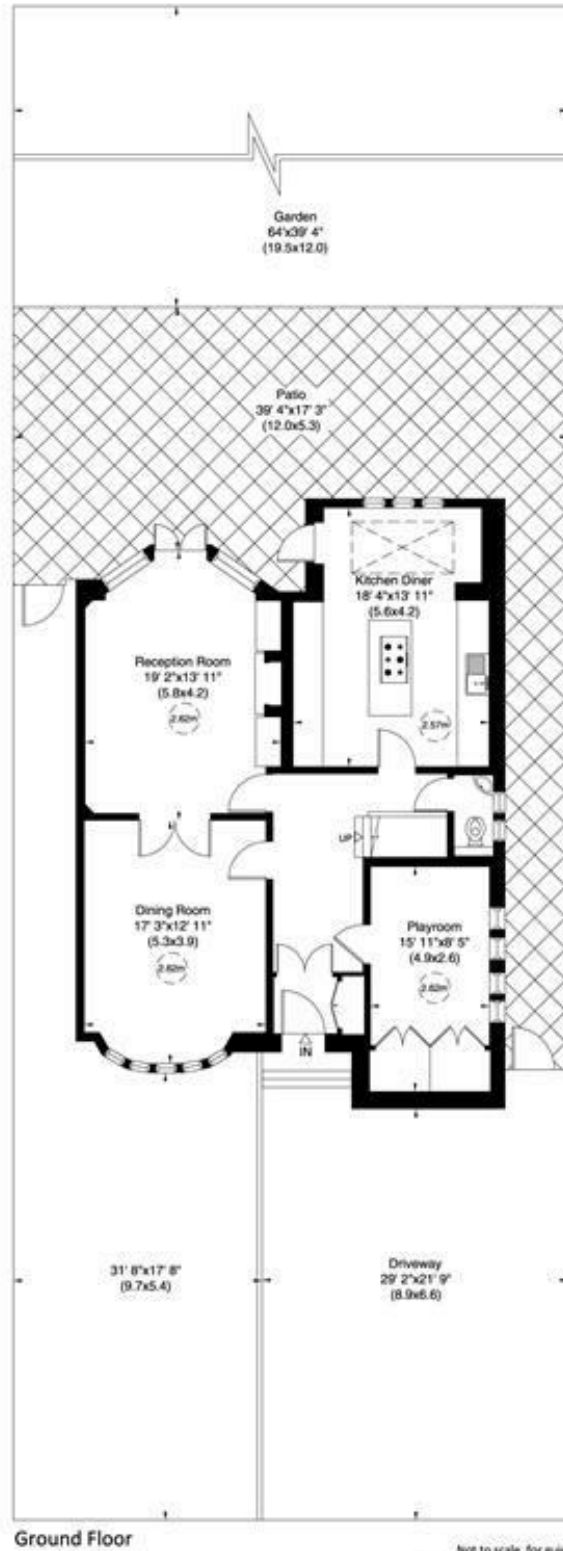 Garden
64'x39' 4"
(19.5x12.0)
Patio
39' 4"x17' 3"
(12.0x5.3)
Kitchen Diner
18' 4"x13' 11"
(5.6x4.2)
Reception Room
19' 2"x13' 11"
(5.8x4.2)
2.62m
2.57m
UP
Dining Room
17' 3"x12' 11"
(5.3x3.9)
2.62m
Playroom
15' 11"x8' 5"
(4.9x2.6)
2.62m
IN
31' 8"x17' 8"
(9.7x5.4)
Driveway
29' 2"x21' 9"
(8.9x6.6)
Ground Floor
Not to scale, for